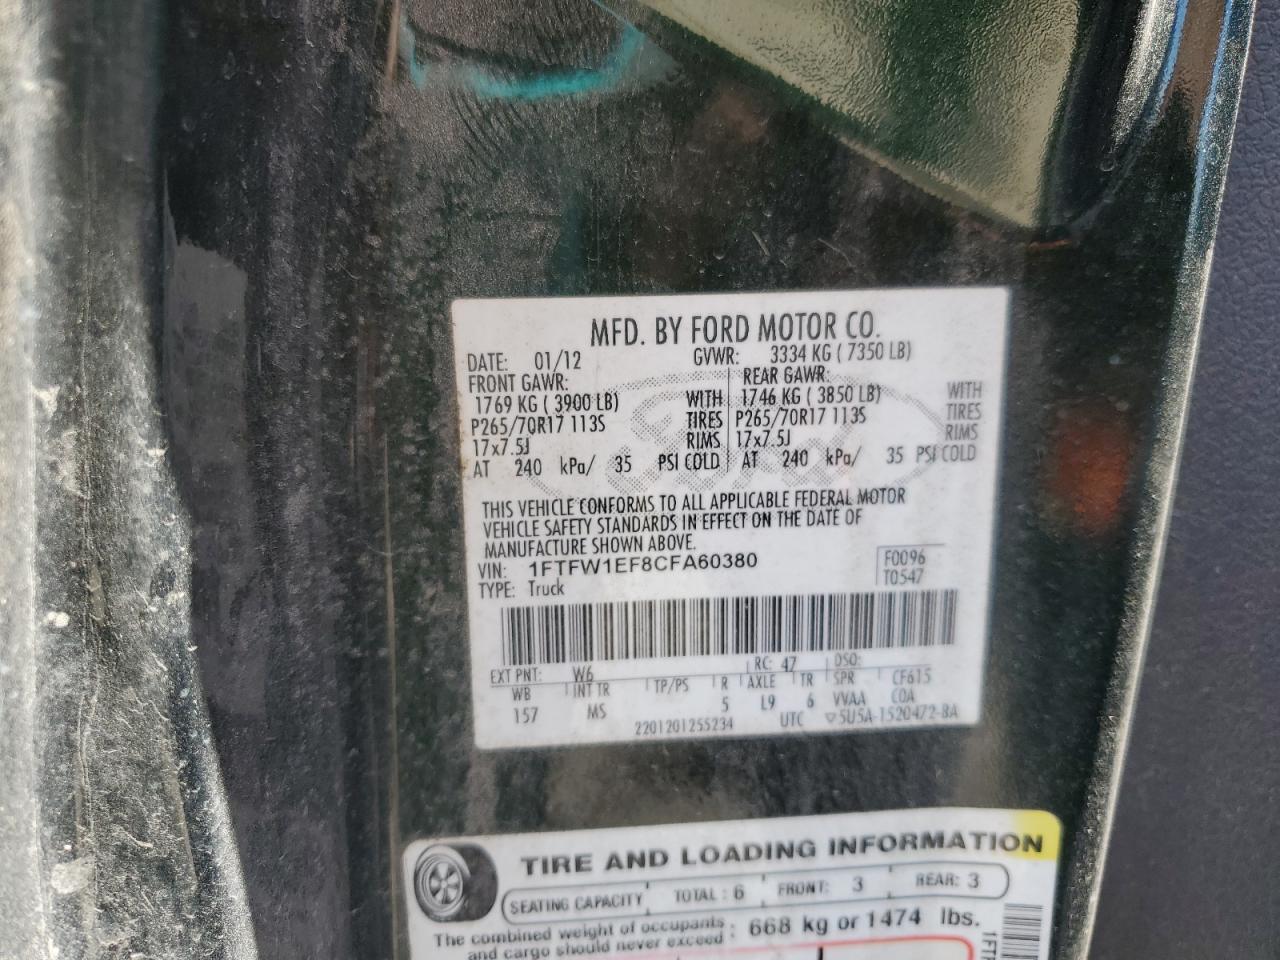 MFD. BY FORD MOTOR CO.
DATE: 01/12 GVWR: 3334 KG ( 7350 LB)
FRONT GAWR: REAR GAWR:
1769 KG ( 3900 LB) WITH 1746 KG ( 3850 LB) WITH
P265/70R17 113S TIRES P265/70R17 113S TIRES
17x7.5J RIMS 17x7.5J RIMS
AT 240 kPa/ 35 PSI COLD AT 240 kPa/ 35 PSI COLD
Ford
THIS VEHICLE CONFORMS TO ALL APPLICABLE FEDERAL MOTOR
VEHICLE SAFETY STANDARDS IN EFFECT ON THE DATE OF
MANUFACTURE SHOWN ABOVE.
VIN: 1FTFW1EF8CFA60380 F0096
TYPE: Truck T0547
EXT PNT: W6 RC: 47 DSO:
WB INT TR TP/PS R AXLE TR SPR CF615
157 MS 5 L9 6 VVAA COA
2201201255234 UTC ▽5U5A-1520472-BA
TIRE AND LOADING INFORMATION
SEATING CAPACITY TOTAL : 6 FRONT: 3 REAR: 3
The combined weight of occupants : 668 kg or 1474 lbs.
and cargo should never exceed
1FTF